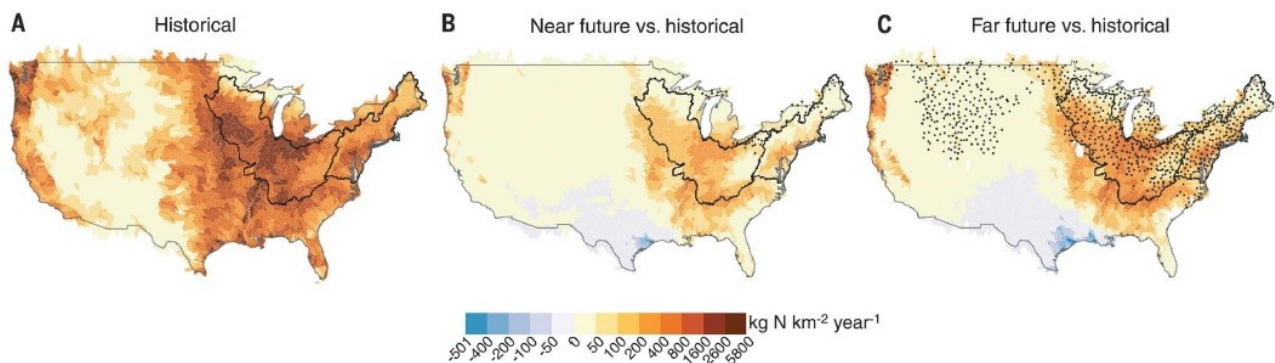 A Historical
B Near future vs. historical
C Far future vs. historical
-501 -400 -200 -100 -50 0 50 100 200 400 800 1600 2600 5800
kg N km⁻² year⁻¹